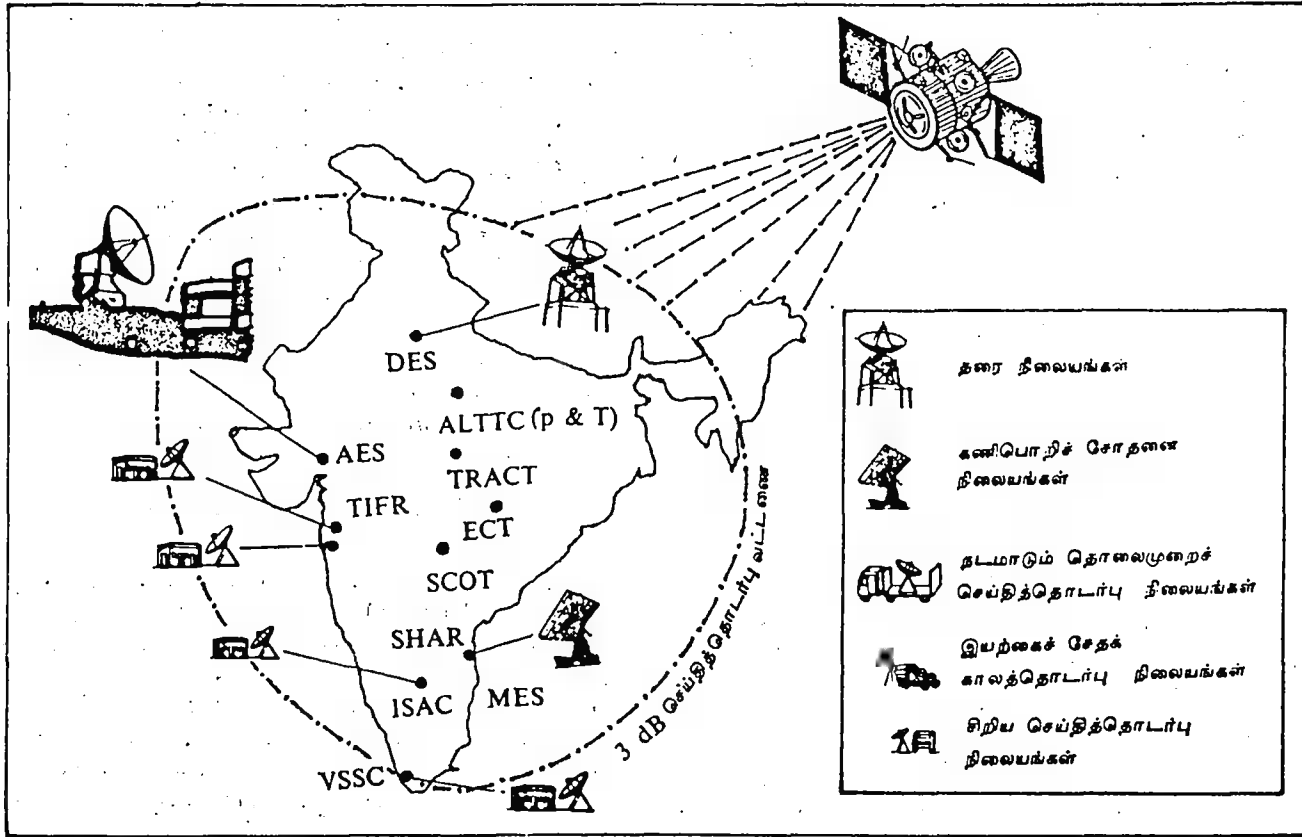 DES
ALTTC (p & T)
AES
TRACT
TIFR
ECT
SCOT
SHAR
ISAC
MES
VSSC
3 dB செய்தித்தொடர்பு வட்டணை
தரை நிலையங்கள்
கணிபொறிச் சோதனை
நிலையங்கள்
நடமாடும் தொலைமுறைச்
செய்தித்தொடர்பு நிலையங்கள்
இயற்கைச் சேதக்
காலத்தொடர்பு நிலையங்கள்
சிறிய செய்தித்தொடர்பு
நிலையங்கள்